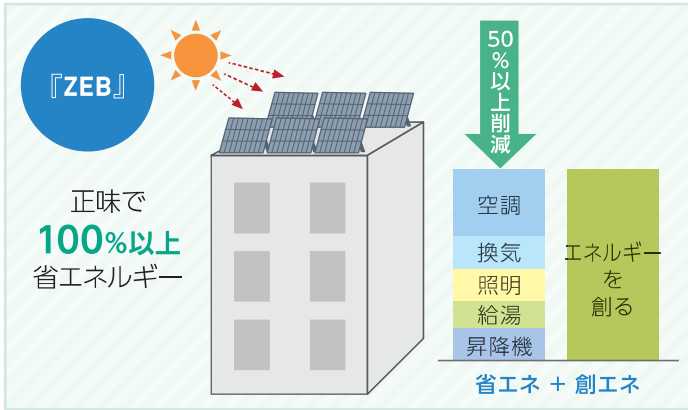 『ZEB』
正味で
100%以上
省エネルギー
50%以上削減
空調
換気
照明
給湯
昇降機
エネルギー
を
創る
省エネ + 創エネ